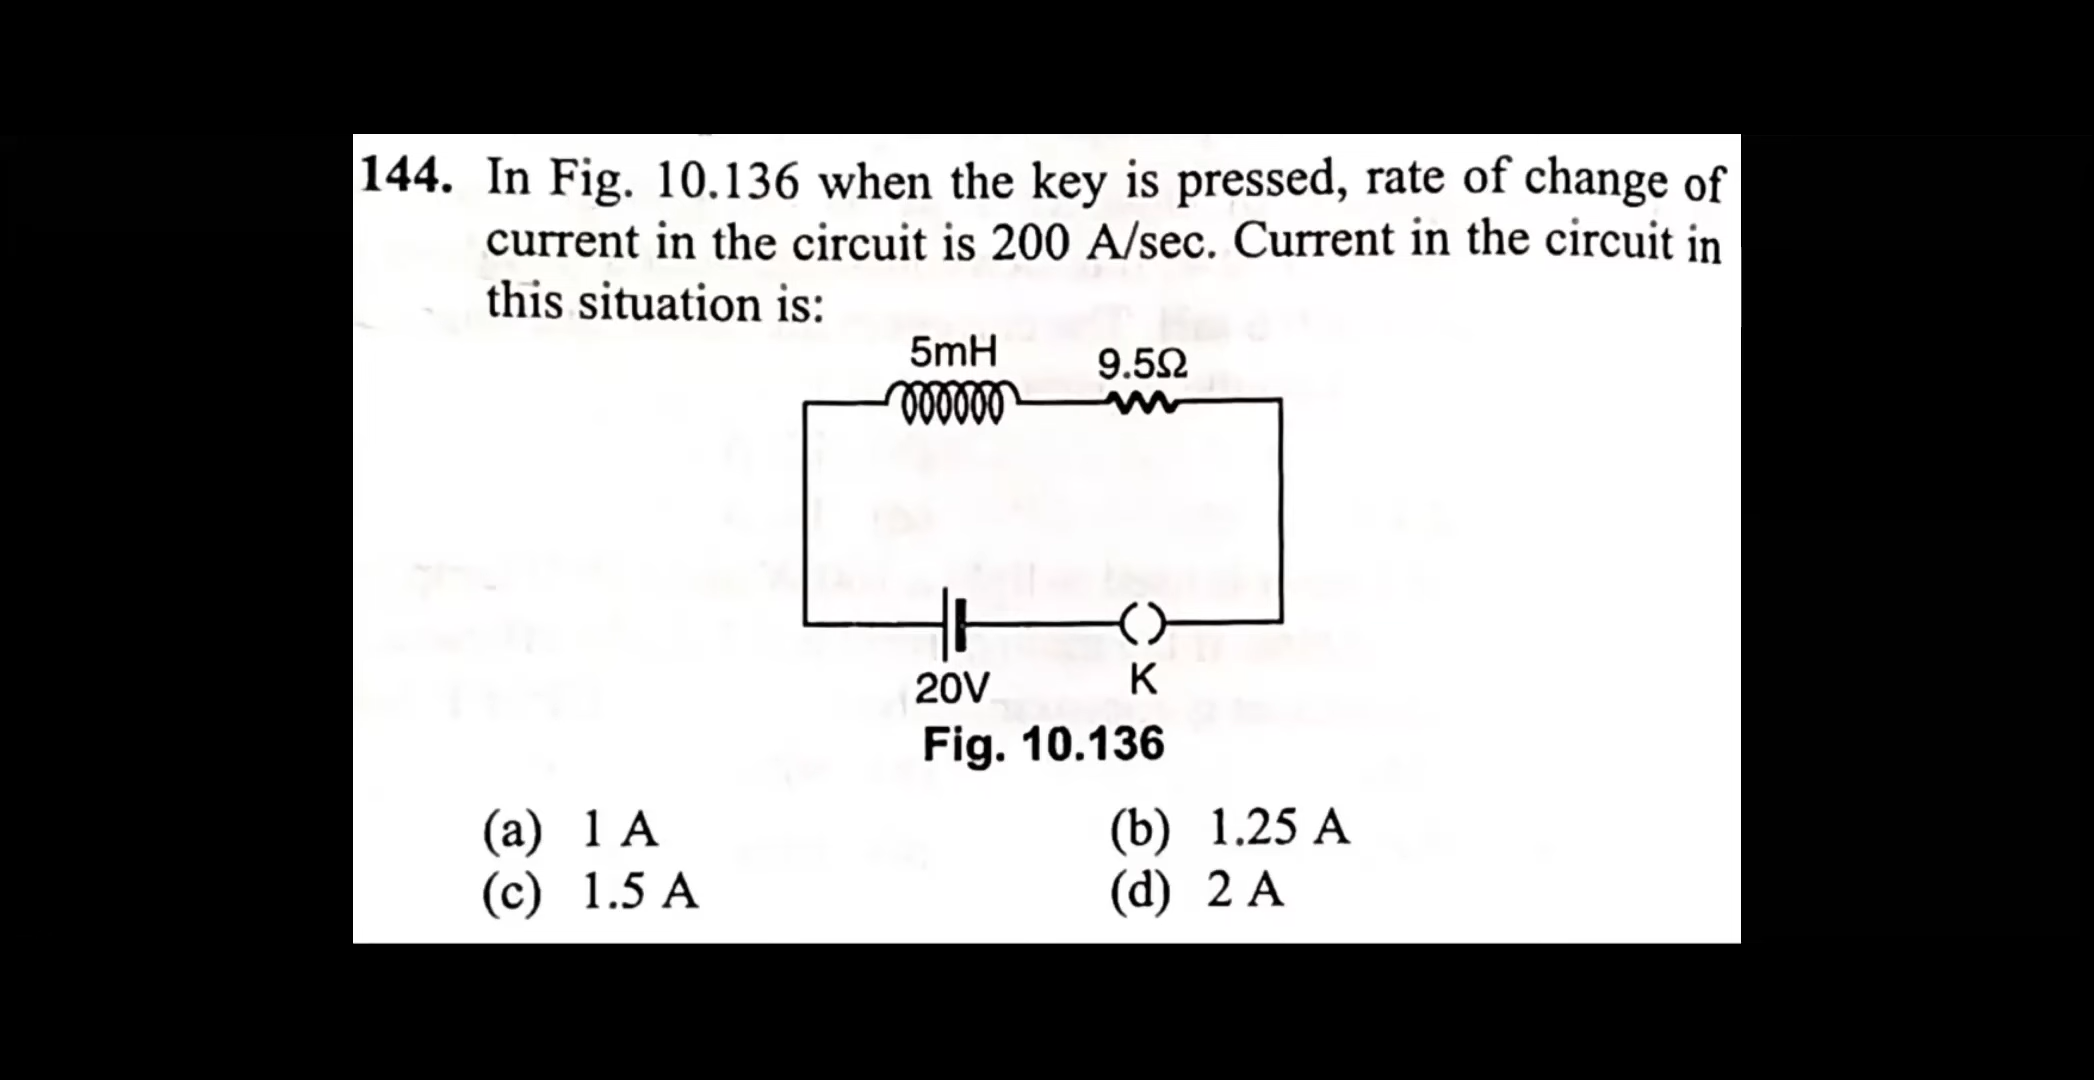 144. In Fig. 10.136 when the key is pressed, rate of change of
current in the circuit is 200 A/sec. Current in the circuit in
this situation is:
5mH 9.5Ω
20V K
Fig. 10.136
(a) 1 A (b) 1.25 A
(c) 1.5 A (d) 2 A